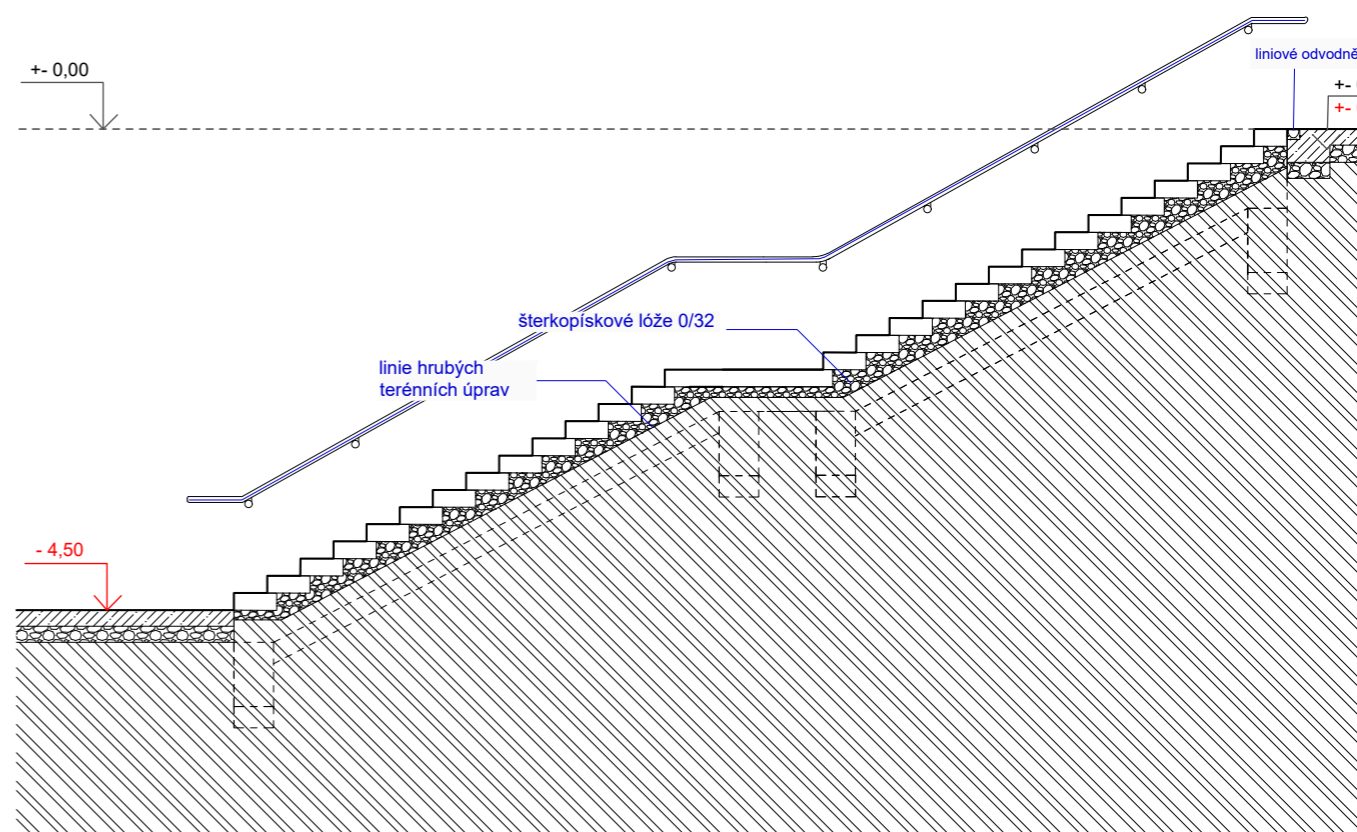 +- 0,00
liniové odvodně
+-
+-
šterkopískové lóže 0/32
linie hrubých
terénních úprav
- 4,50